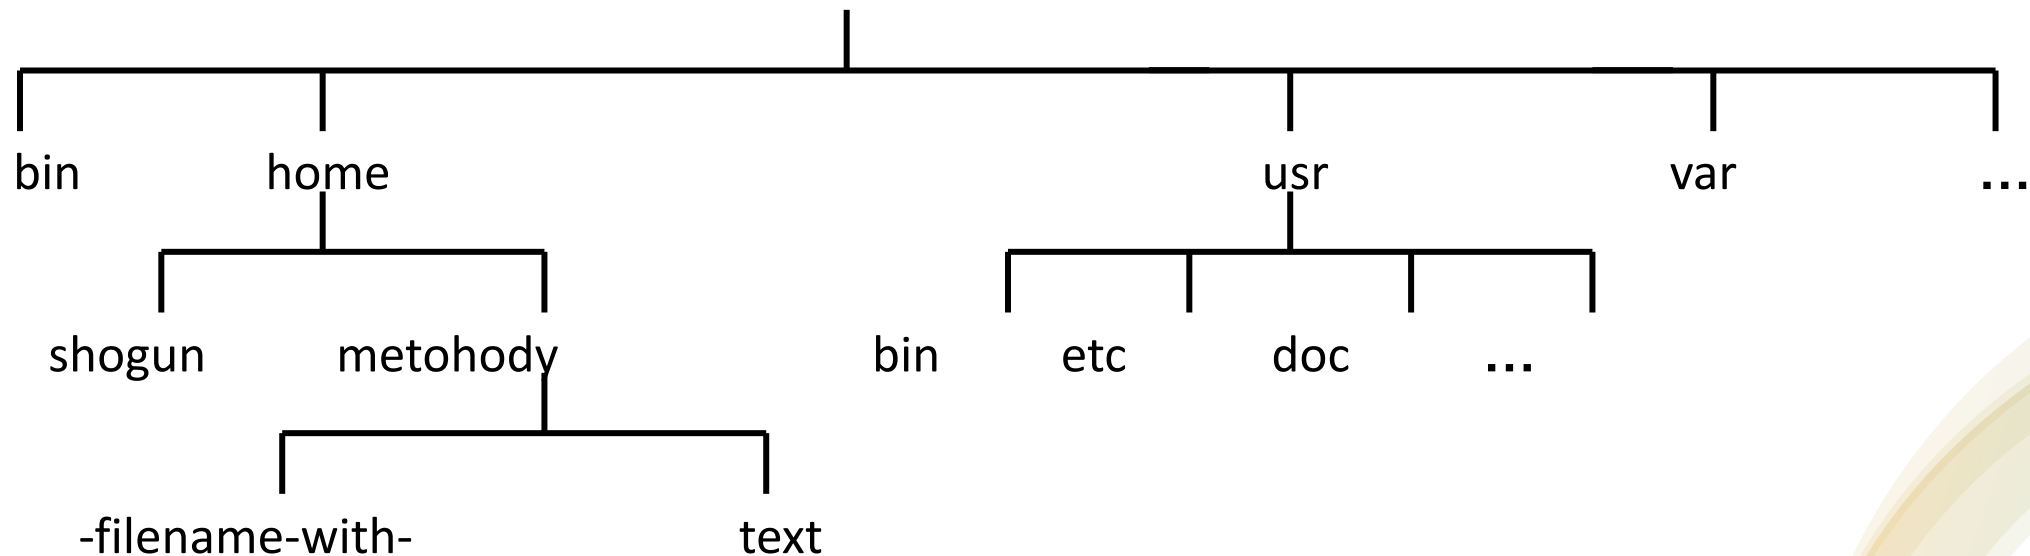 bin home usr var ...
shogun metohody bin etc doc ...
-filename-with- text